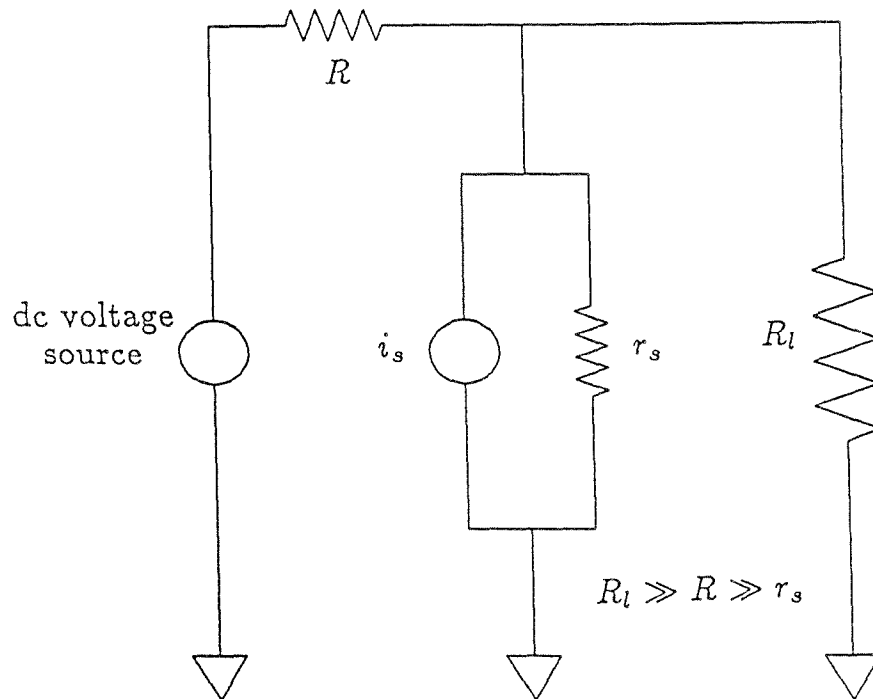 R
dc voltage
source
i_s
r_s
R_l
R_l ≫ R ≫ r_s